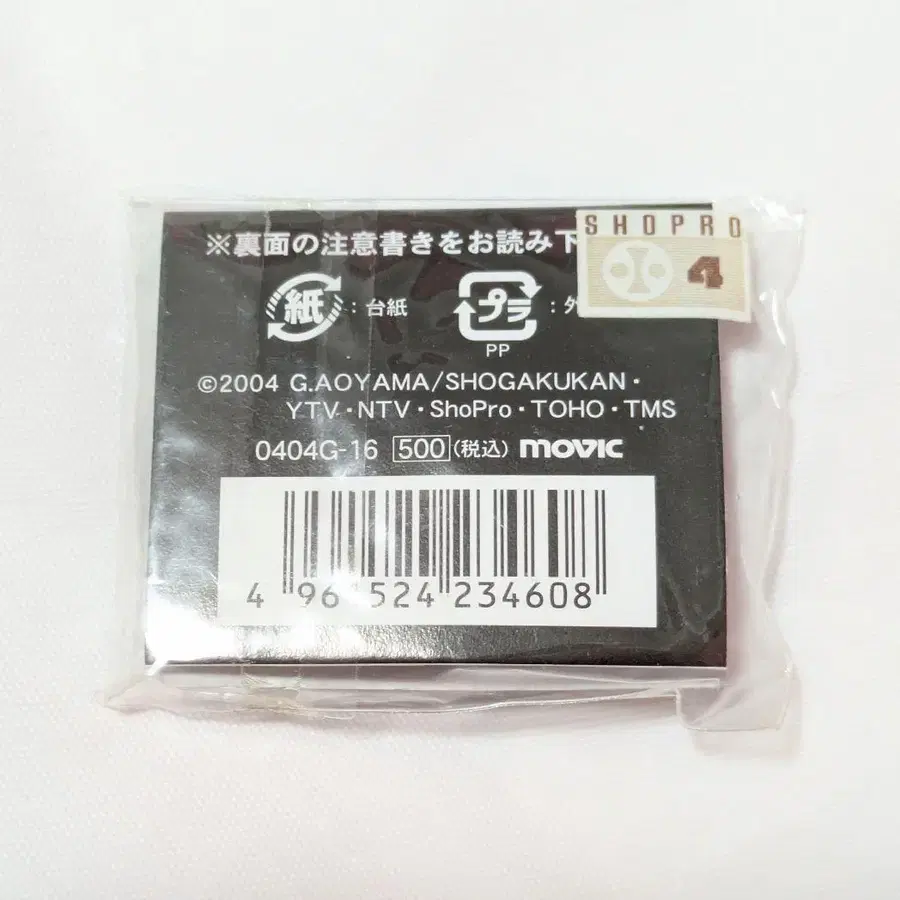 SHOPRO
4
※裏面の注意書きをお読み下
紙 :台紙
プラ :外
PP
©2004 G.AOYAMA/SHOGAKUKAN・
YTV・NTV・ShoPro・TOHO・TMS
0404G-16 500(税込) movic
4 961524 234608